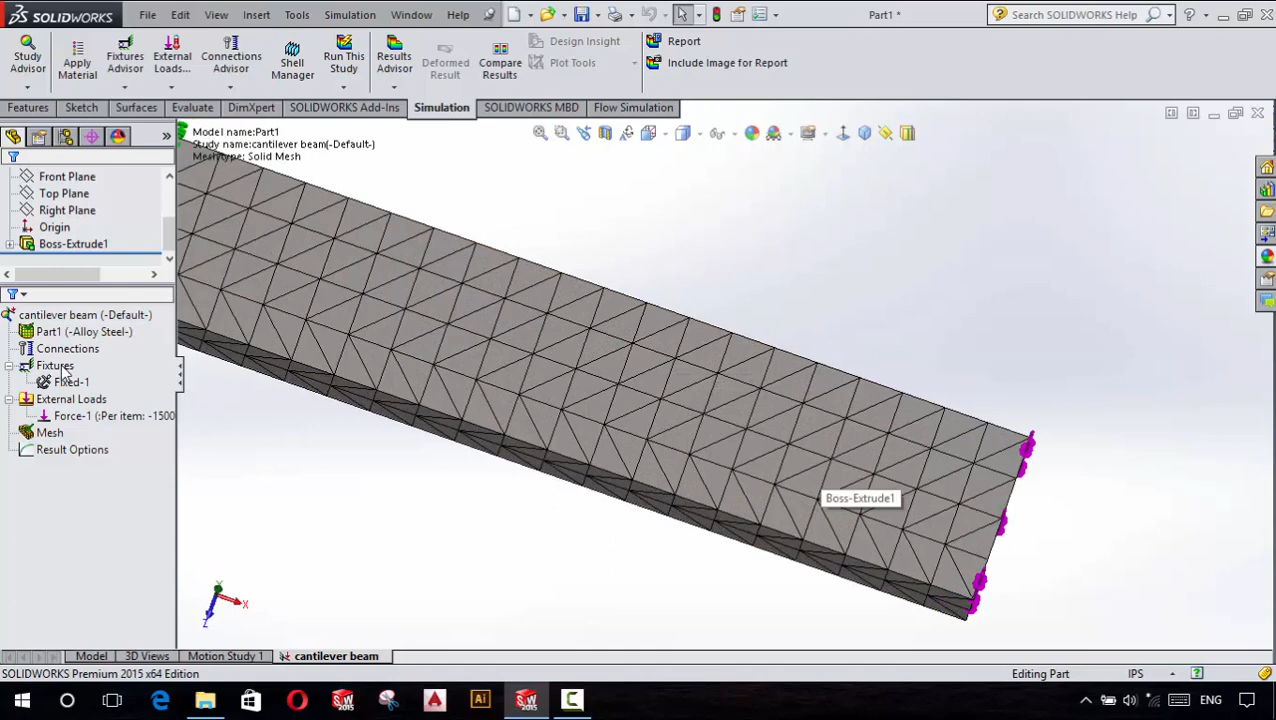 SOLIDWORKS File Edit View Insert Tools Simulation Window Help Part1 * Search SOLIDWORKS Help
Study Advisor
Apply Material
Fixtures Advisor
External Loads...
Connections Advisor
Shell Manager
Run This Study
Results Advisor
Deformed Result
Compare Results
Design Insight
Plot Tools
Report
Include Image for Report
Features Sketch Surfaces Evaluate DimXpert SOLIDWORKS Add-Ins Simulation SOLIDWORKS MBD Flow Simulation
Model name:Part1
Study name:cantilever beam(-Default-)
Meshtype: Solid Mesh
Front Plane
Top Plane
Right Plane
Origin
Boss-Extrude1
cantilever beam (-Default-)
Part1 (-Alloy Steel-)
Connections
Fixtures
Fixed-1
External Loads
Force-1 (:Per item: -1500
Mesh
Result Options
Boss-Extrude1
Y
X
Z
Model 3D Views Motion Study 1 cantilever beam
SOLIDWORKS Premium 2015 x64 Edition Editing Part IPS
ENG